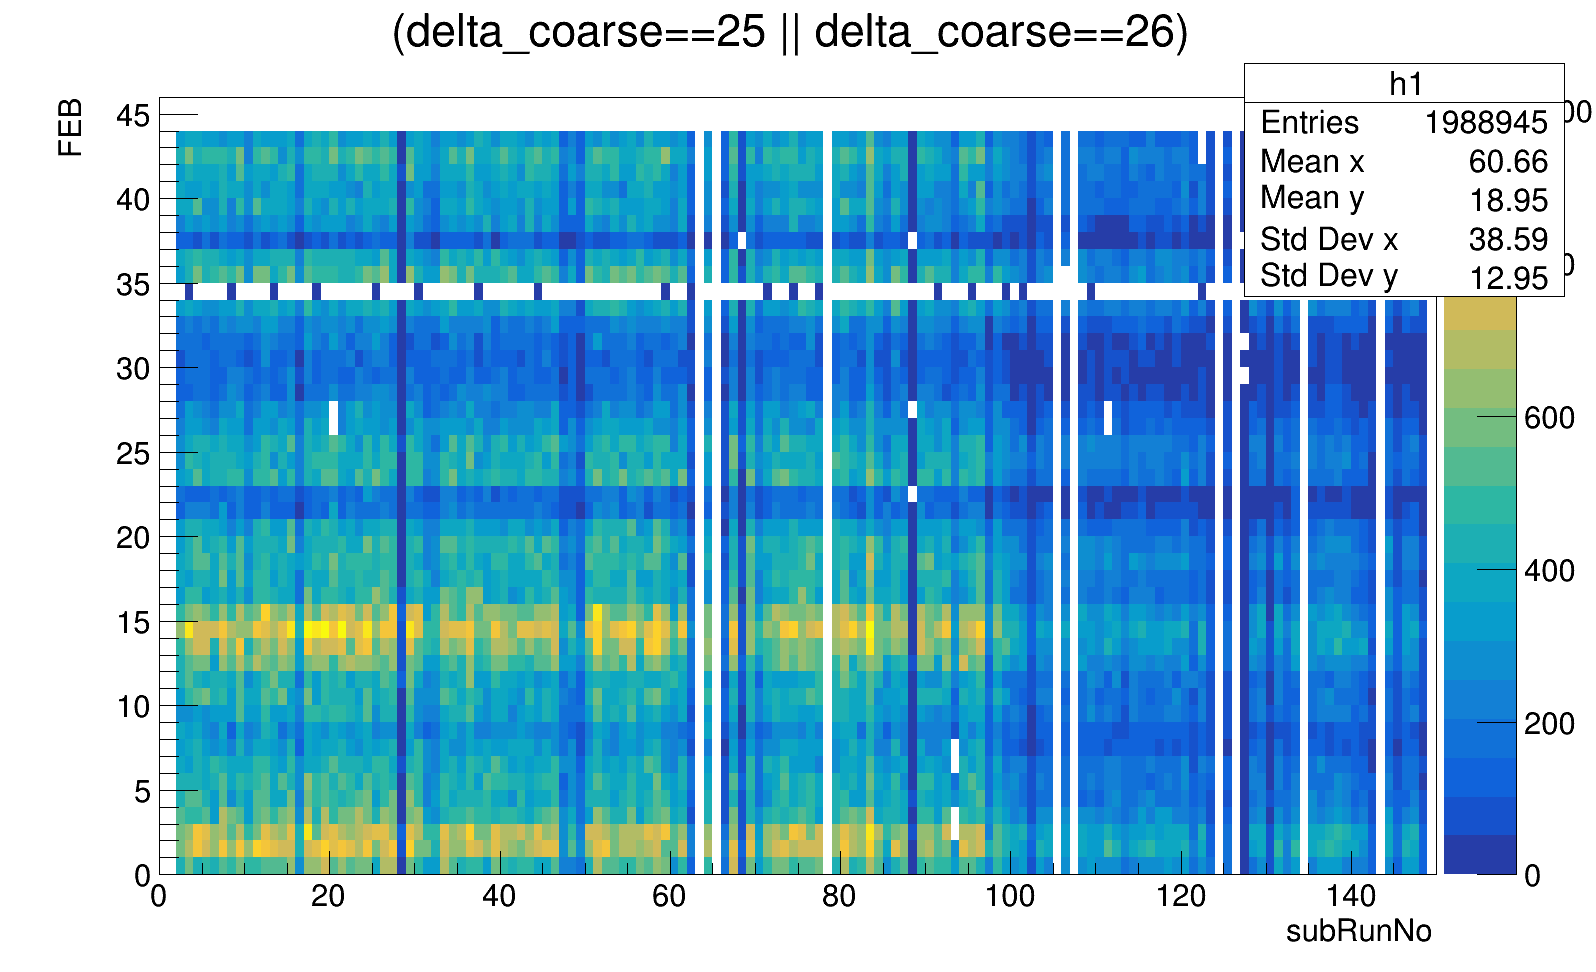 (delta_coarse==25 || delta_coarse==26)
FEB
h1
Entries 1988945
Mean x 60.66
Mean y 18.95
Std Dev x 38.59
Std Dev y 12.95
45
40
35
30
25
20
15
10
5
0
0 20 40 60 80 100 120 140
subRunNo
600
400
200
0